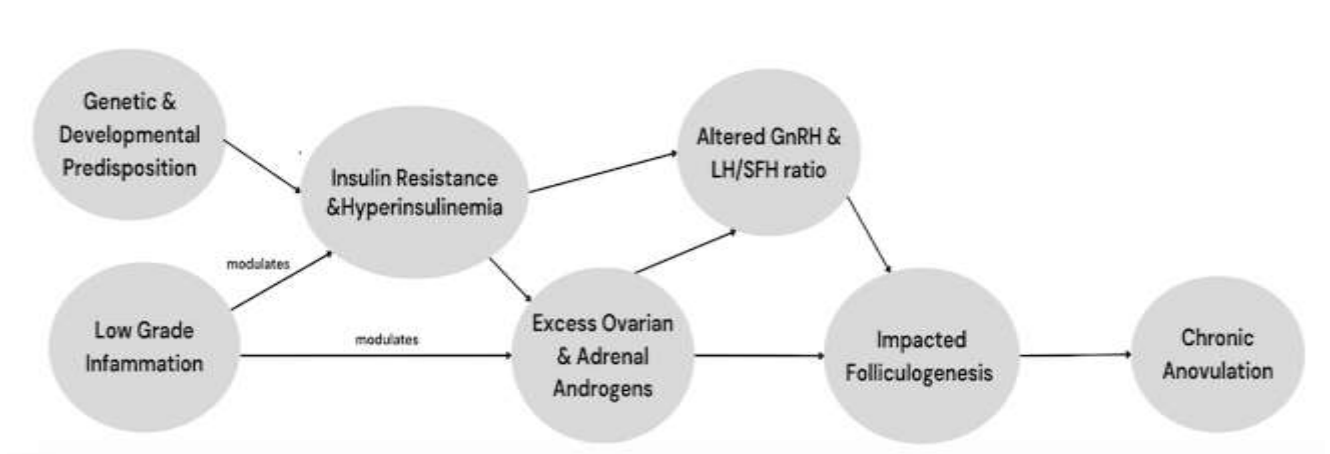 Genetic &
Developmental
Predisposition
Insulin Resistance
&Hyperinsulinemia
Altered GnRH &
LH/SFH ratio
modulates
Low Grade
Infammation
modulates
Excess Ovarian
& Adrenal
Androgens
Impacted
Folliculogenesis
Chronic
Anovulation